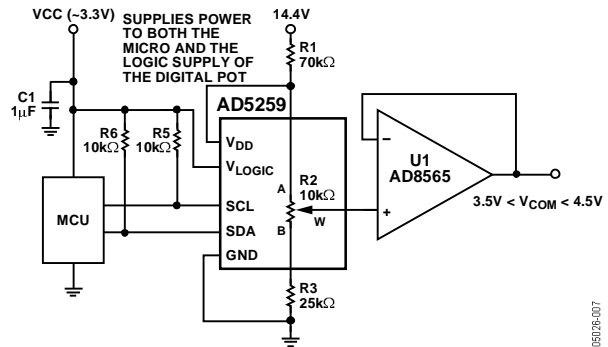 VCC (~3.3V)
SUPPLIES POWER
TO BOTH THE
MICRO AND THE
LOGIC SUPPLY OF
THE DIGITAL POT
14.4V
R1
70kΩ
C1
1μF
R6
10kΩ
R5
10kΩ
AD5259
VDD
VLOGIC
SCL
SDA
GND
MCU
A
R2
10kΩ
W
B
R3
25kΩ
−
+
U1
AD8565
3.5V < VCOM < 4.5V
05026-007